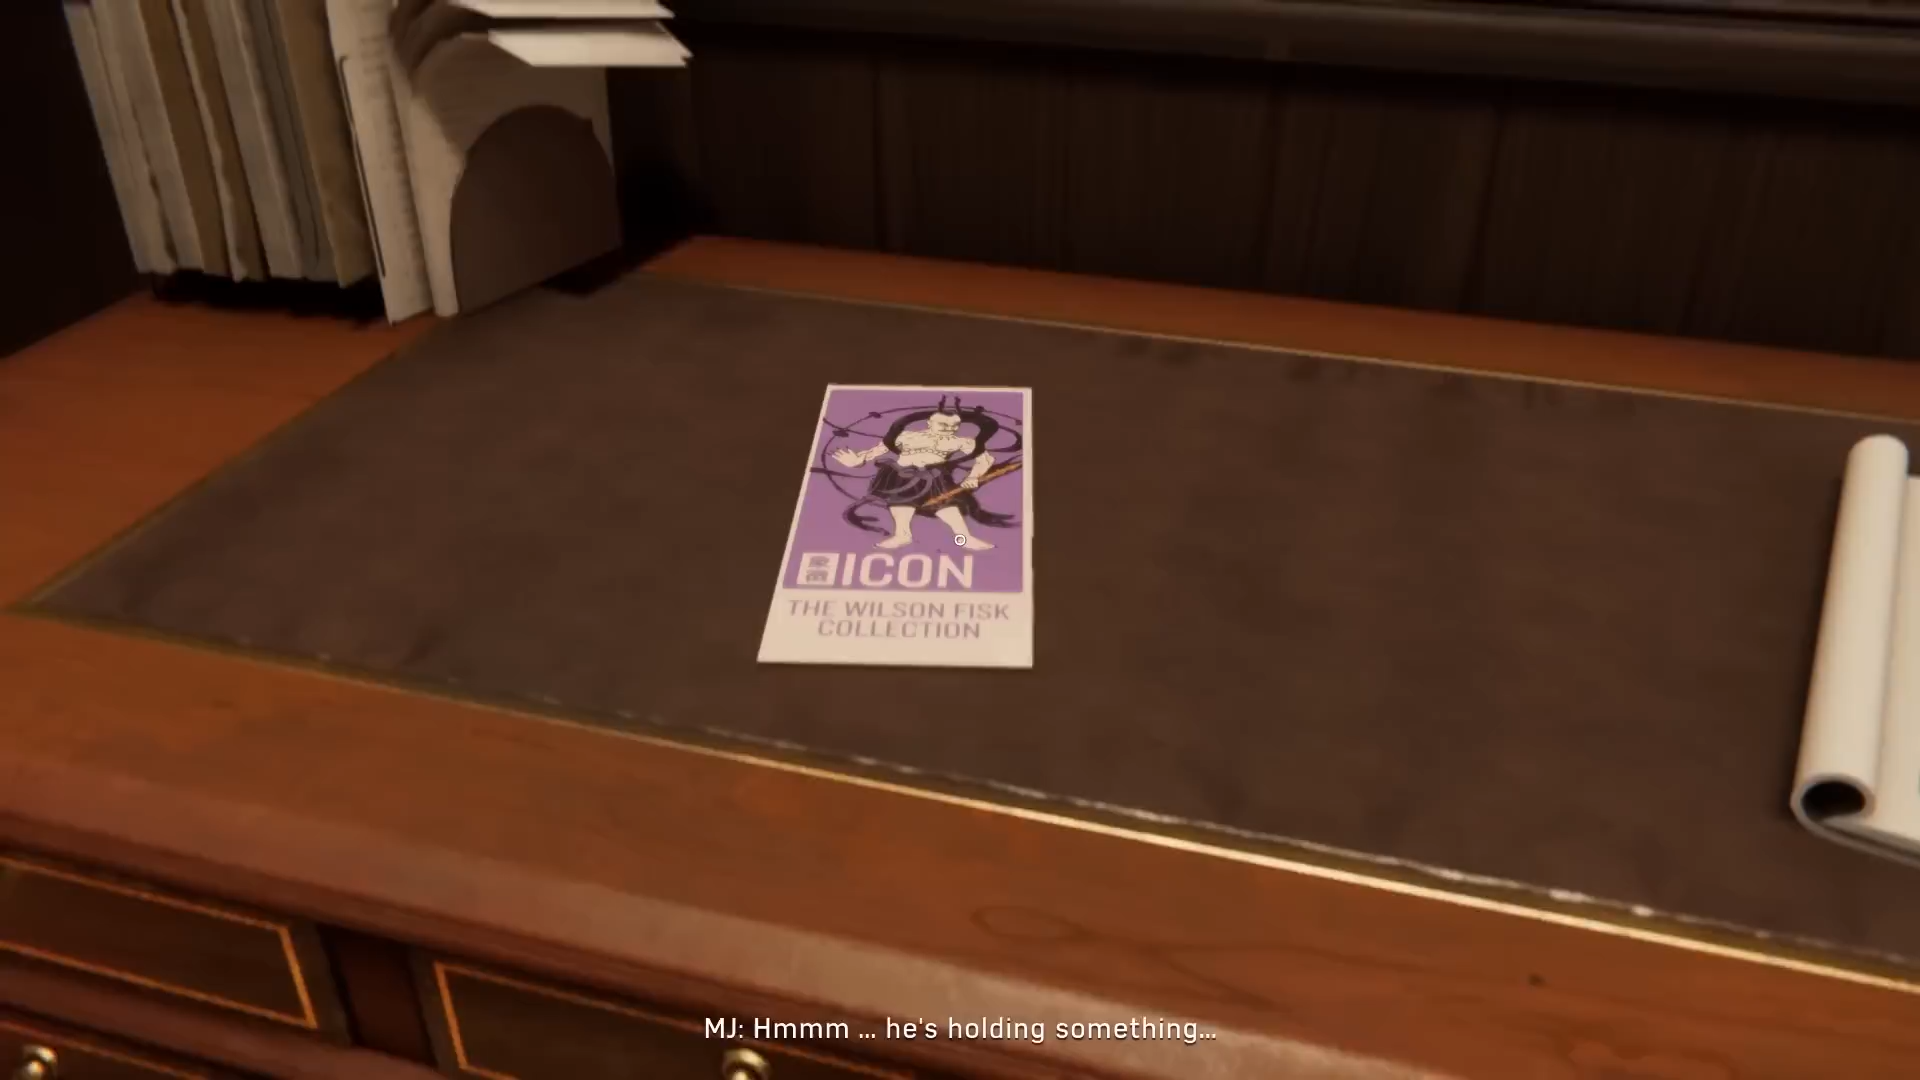 ICON
THE WILSON FISK
COLLECTION
MJ: Hmmm ... he's holding something...